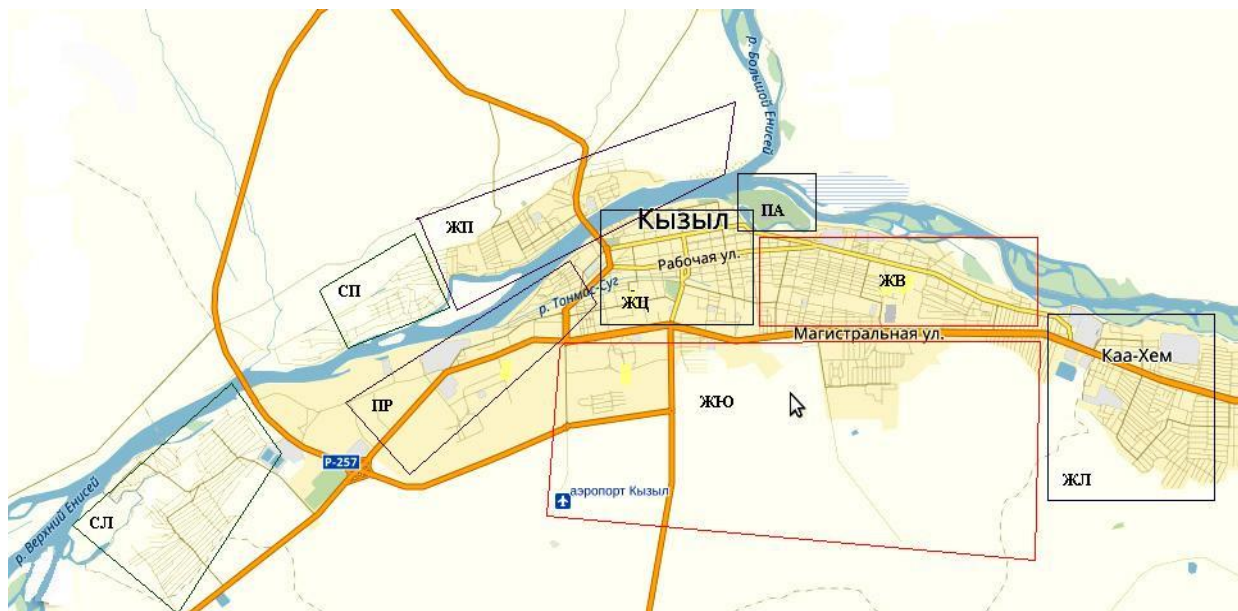 р. Большой Енисей
ПА
Кызыл
ЖП
Рабочая ул.
СП
р. Тонмас-Суг
ЖЦ
ЖВ
Магистральная ул.
Каа-Хем
ПР
ЖЮ
Р-257
ЖЛ
аэропорт Кызыл
СЛ
р. Верхний Енисей